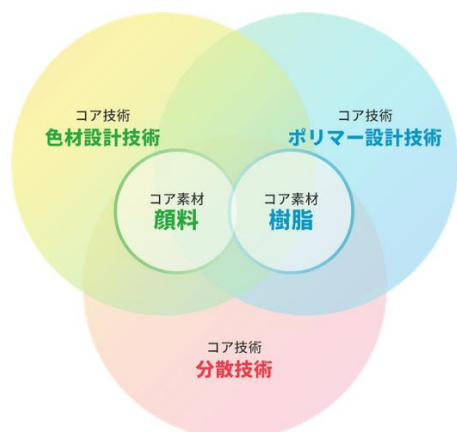 コア技術
色材設計技術
コア技術
ポリマー設計技術
コア素材
顔料
コア素材
樹脂
コア技術
分散技術